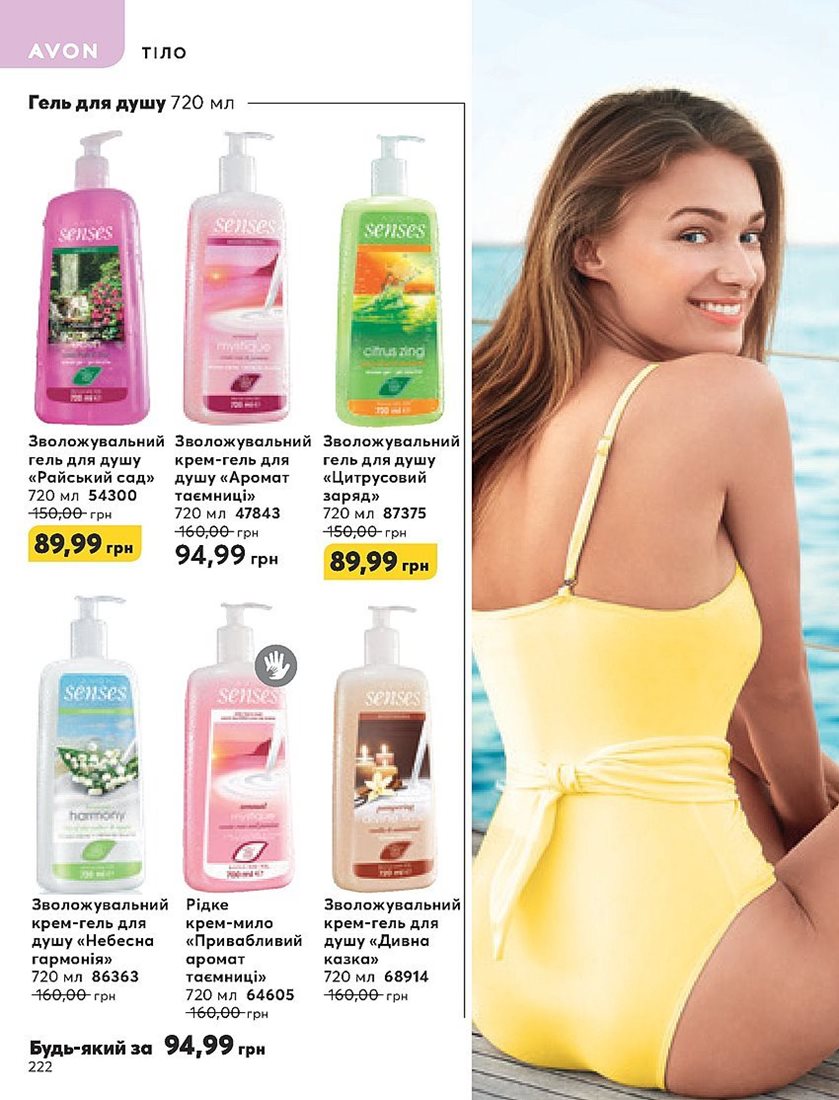 AVON
ТІЛО
Гель для душу 720 мл
senses
720 ml e
senses
mystique
720 ml e
senses
citrus zing
720 ml e
Зволожувальний
гель для душу
«Райський сад»
720 мл 54300
150,00 грн
89,99 грн
Зволожувальний
крем-гель для
душу «Аромат
таємниці»
720 мл 47843
160,00 грн
94,99 грн
Зволожувальний
гель для душу
«Цитрусовий
заряд»
720 мл 87375
150,00 грн
89,99 грн
senses
harmony
senses
sensual
mystique
720 ml e
senses
pampering
Зволожувальний
крем-гель для
душу «Небесна
гармонія»
720 мл 86363
160,00 грн
Рідке
крем-мило
«Привабливий
аромат
таємниці»
720 мл 64605
160,00 грн
Зволожувальний
крем-гель для
душу «Дивна
казка»
720 мл 68914
160,00 грн
Будь-який за 94,99 грн
222